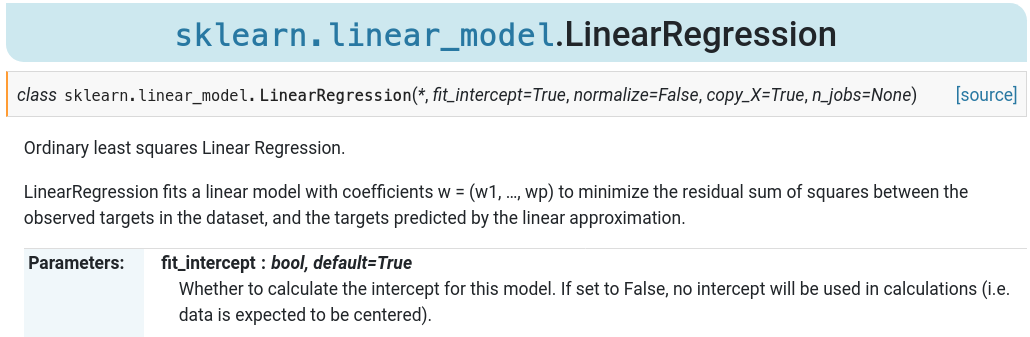 sklearn.linear_model.LinearRegression
class sklearn.linear_model.LinearRegression(*, fit_intercept=True, normalize=False, copy_X=True, n_jobs=None) [source]
Ordinary least squares Linear Regression.
LinearRegression fits a linear model with coefficients w = (w1, …, wp) to minimize the residual sum of squares between the
observed targets in the dataset, and the targets predicted by the linear approximation.
Parameters: fit_intercept : bool, default=True
Whether to calculate the intercept for this model. If set to False, no intercept will be used in calculations (i.e.
data is expected to be centered).